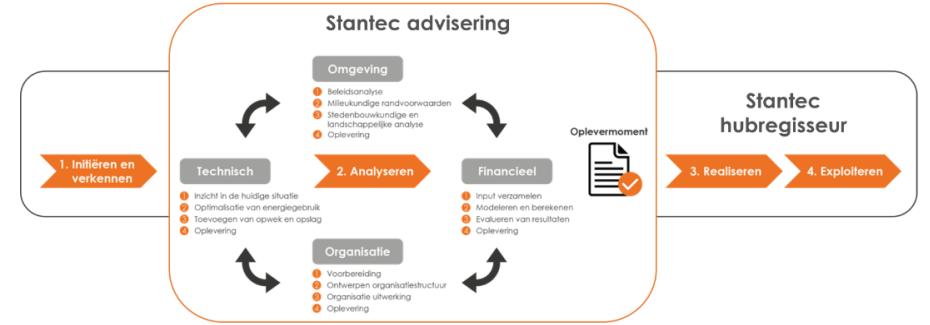 Stantec advisering
Omgeving
1 Beleidsanalyse
2 Milieukundige randvoorwaarden
3 Stedenbouwkundige en
landschappelijke analyse
4 Oplevering
1. Initiëren en
verkennen
Technisch
1 Inzicht in de huidige situatie
2 Optimalisatie van energiegebruik
3 Toevoegen van opwek en opslag
4 Oplevering
2. Analyseren
Financieel
1 Input verzamelen
2 Modeleren en berekenen
3 Evalueren van resultaten
4 Oplevering
Organisatie
1 Voorbereiding
2 Ontwerpen organisatiestructuur
3 Organisatie uitwerking
4 Oplevering
Oplevermoment
Stantec
hubregisseur
3. Realiseren
4. Exploiteren